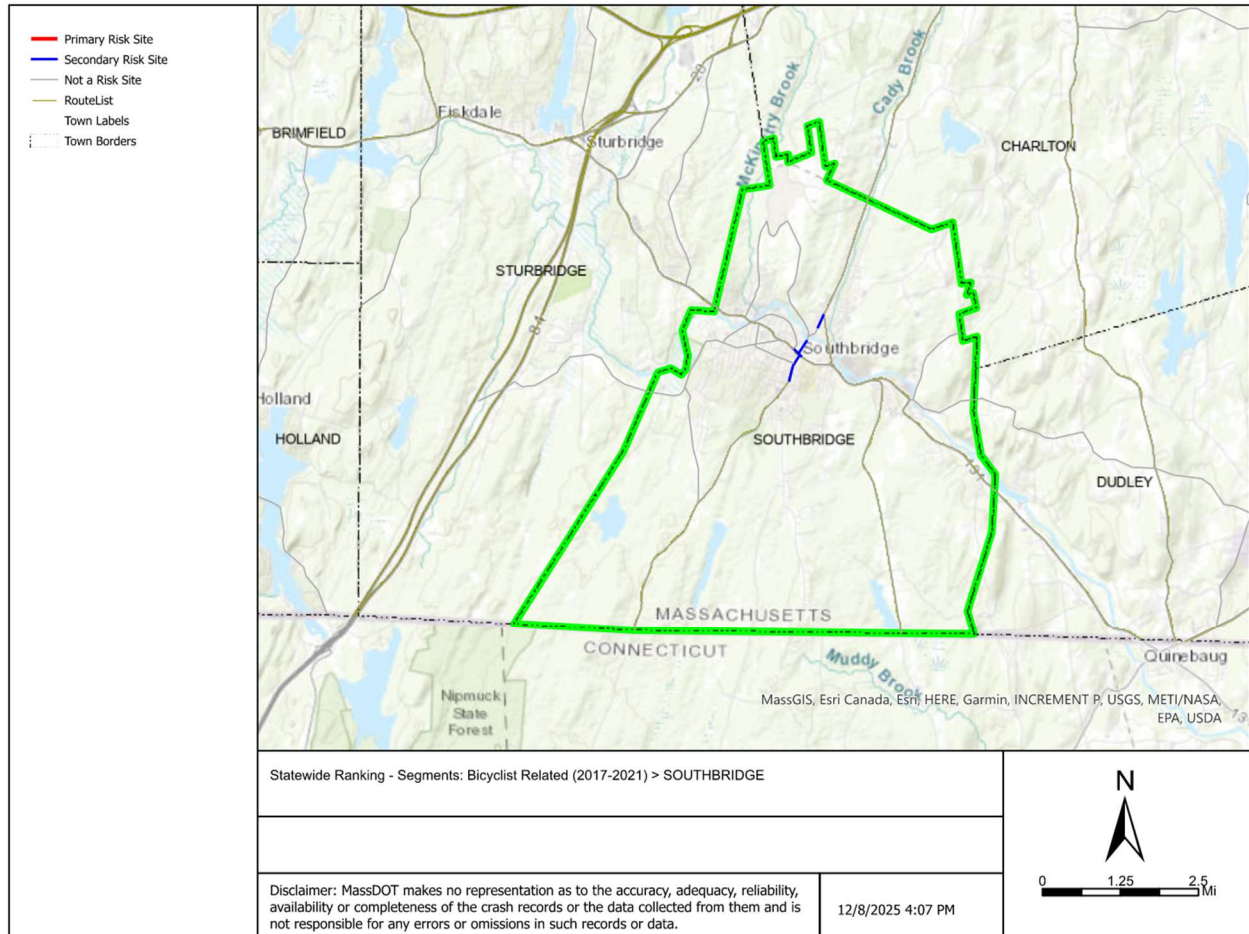 Primary Risk Site
Secondary Risk Site
Not a Risk Site
RouteList
Town Labels
Town Borders
20
McKinstry Brook
Cady Brook
Fiskdale
BRIMFIELD
Sturbridge
CHARLTON
STURBRIDGE
84
Southbridge
Holland
HOLLAND
SOUTHBRIDGE
131
DUDLEY
MASSACHUSETTS
CONNECTICUT
Muddy Brook
Quinebaug
Nipmuck
State
Forest
MassGIS, Esri Canada, Esri, HERE, Garmin, INCREMENT P, USGS, METI/NASA,
EPA, USDA
Statewide Ranking - Segments: Bicyclist Related (2017-2021) > SOUTHBRIDGE
N
0 1.25 2.5
Mi
Disclaimer: MassDOT makes no representation as to the accuracy, adequacy, reliability,
availability or completeness of the crash records or the data collected from them and is
not responsible for any errors or omissions in such records or data.
12/8/2025 4:07 PM